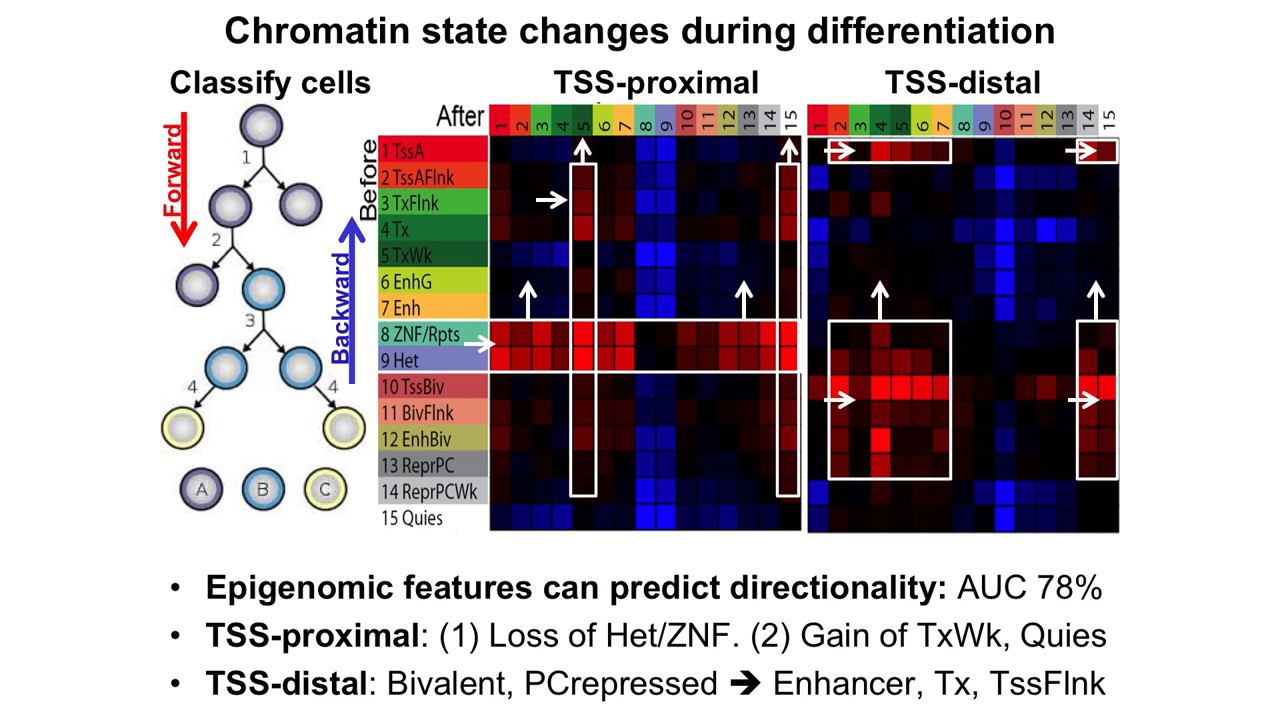 Chromatin state changes during differentiation
Classify cells
TSS-proximal
TSS-distal
Forward
Backward
1
2
3
4
4
A
B
C
After
1 2 3 4 5 6 7 8 9 10 11 12 13 14 15
1 2 3 4 5 6 7 8 9 10 11 12 13 14 15
Before
1 TssA
2 TssAFlnk
3 TxFlnk
4 Tx
5 TxWk
6 EnhG
7 Enh
8 ZNF/Rpts
9 Het
10 TssBiv
11 BivFlnk
12 EnhBiv
13 ReprPC
14 ReprPCWk
15 Quies
• Epigenomic features can predict directionality: AUC 78%
• TSS-proximal: (1) Loss of Het/ZNF. (2) Gain of TxWk, Quies
• TSS-distal: Bivalent, PCrepressed ➔ Enhancer, Tx, TssFlnk